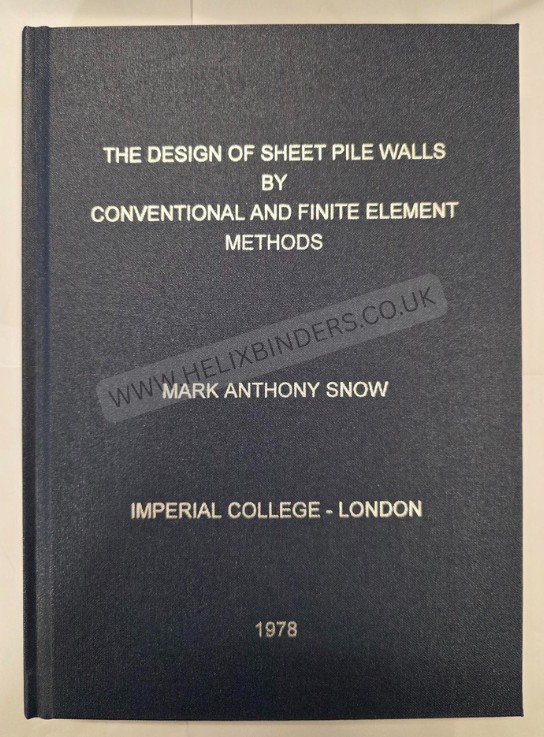 THE DESIGN OF SHEET PILE WALLS
BY
CONVENTIONAL AND FINITE ELEMENT
METHODS
WWW.HELIXBINDERS.CO.UK
MARK ANTHONY SNOW
IMPERIAL COLLEGE - LONDON
1978